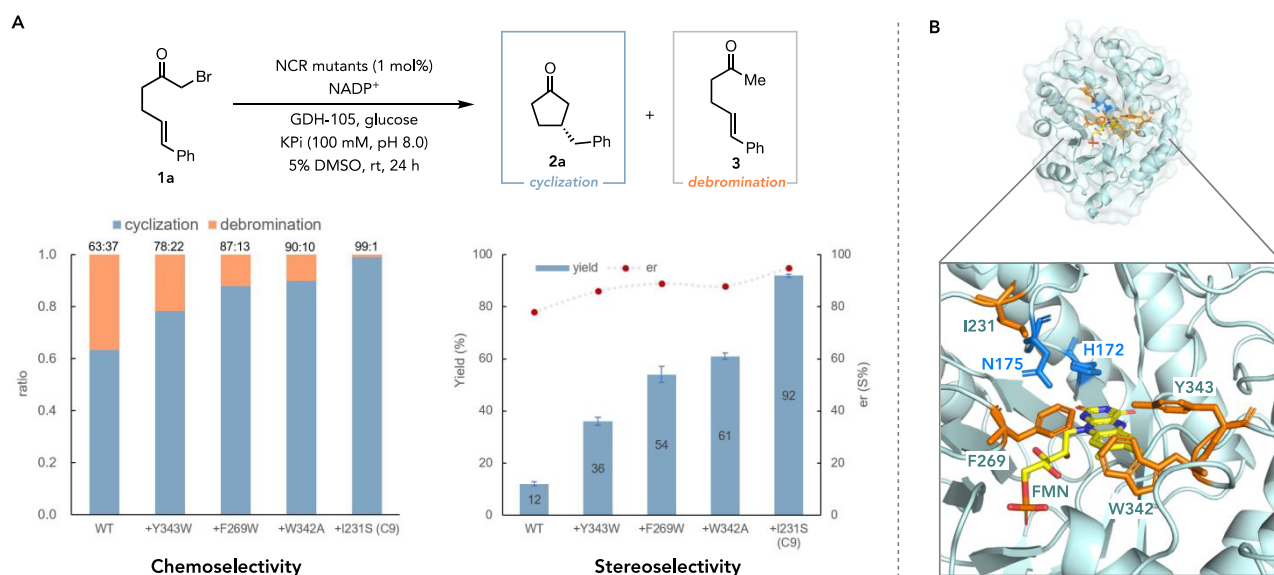 A
O
Br
Ph
1a
NCR mutants (1 mol%)
NADP+
GDH-105, glucose
KPi (100 mM, pH 8.0)
5% DMSO, rt, 24 h
O
Ph
2a
cyclization
+
O
Me
Ph
3
debromination
cyclization debromination
63:37 78:22 87:13 90:10 99:1
1.0
0.8
0.6
0.4
0.2
0.0
ratio
WT +Y343W +F269W +W342A +I231S (C9)
Chemoselectivity
yield er
100
80
60
40
20
0
Yield (%)
12 36 54 61 92
100
80
60
40
20
0
er (S%)
WT +Y343W +F269W +W342A +I231S
(C9)
Stereoselectivity
B
I231
N175
H172
Y343
F269
FMN
W342